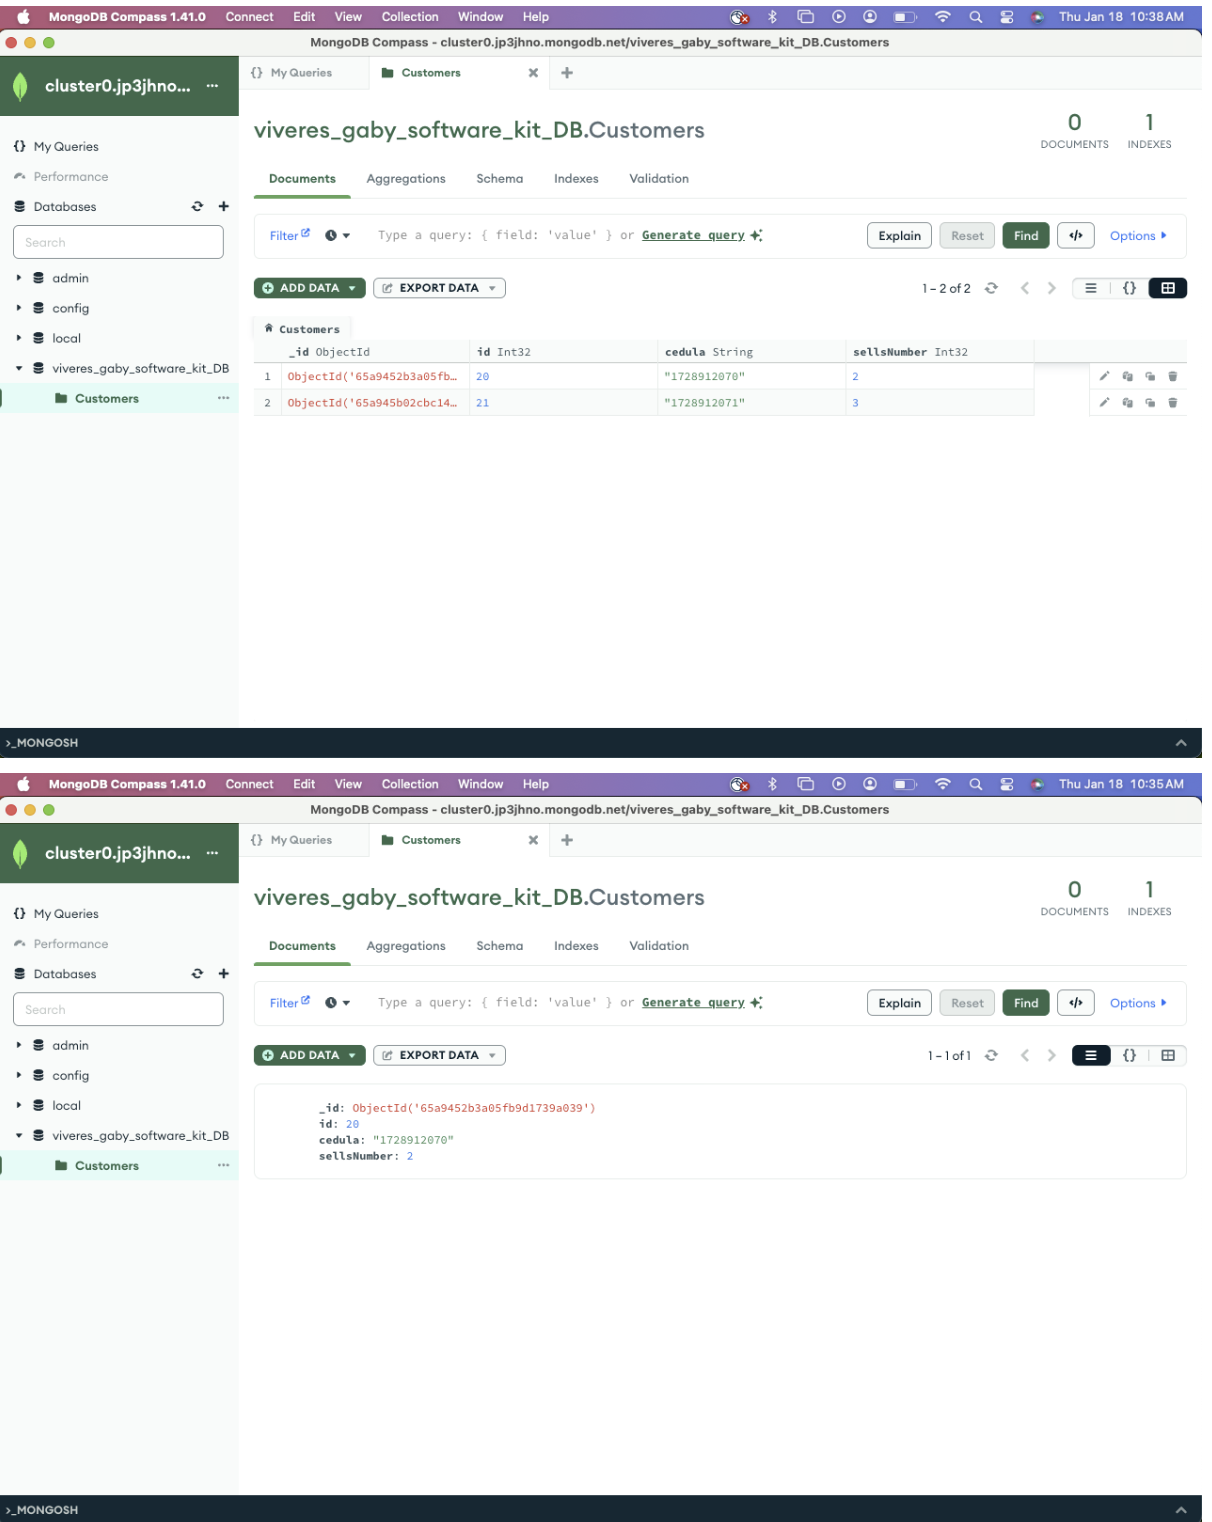 MongoDB Compass 1.41.0 Connect Edit View Collection Window Help Thu Jan 18 10:38 AM
MongoDB Compass - cluster0.jp3jhno.mongodb.net/viveres_gaby_software_kit_DB.Customers
cluster0.jp3jhno... ...
{} My Queries
Customers
viveres_gaby_software_kit_DB.Customers
0
DOCUMENTS
1
INDEXES
{} My Queries
Performance
Databases
Search
admin
config
local
viveres_gaby_software_kit_DB
Customers ...
Documents Aggregations Schema Indexes Validation
Filter Type a query: { field: 'value' } or Generate query Explain Reset Find </> Options
ADD DATA EXPORT DATA 1 – 2 of 2 {}
Customers
_id ObjectId id Int32 cedula String sellsNumber Int32
1 ObjectId('65a9452b3a05fb… 20 "1728912070" 2
2 ObjectId('65a945b02cbc14… 21 "1728912071" 3
>_MONGOSH
MongoDB Compass 1.41.0 Connect Edit View Collection Window Help Thu Jan 18 10:35 AM
MongoDB Compass - cluster0.jp3jhno.mongodb.net/viveres_gaby_software_kit_DB.Customers
cluster0.jp3jhno... ...
{} My Queries
Customers
viveres_gaby_software_kit_DB.Customers
0
DOCUMENTS
1
INDEXES
{} My Queries
Performance
Databases
Search
admin
config
local
viveres_gaby_software_kit_DB
Customers ...
Documents Aggregations Schema Indexes Validation
Filter Type a query: { field: 'value' } or Generate query Explain Reset Find </> Options
ADD DATA EXPORT DATA 1 – 1 of 1 {}
_id: ObjectId('65a9452b3a05fb9d1739a039')
id: 20
cedula: "1728912070"
sellsNumber: 2
>_MONGOSH